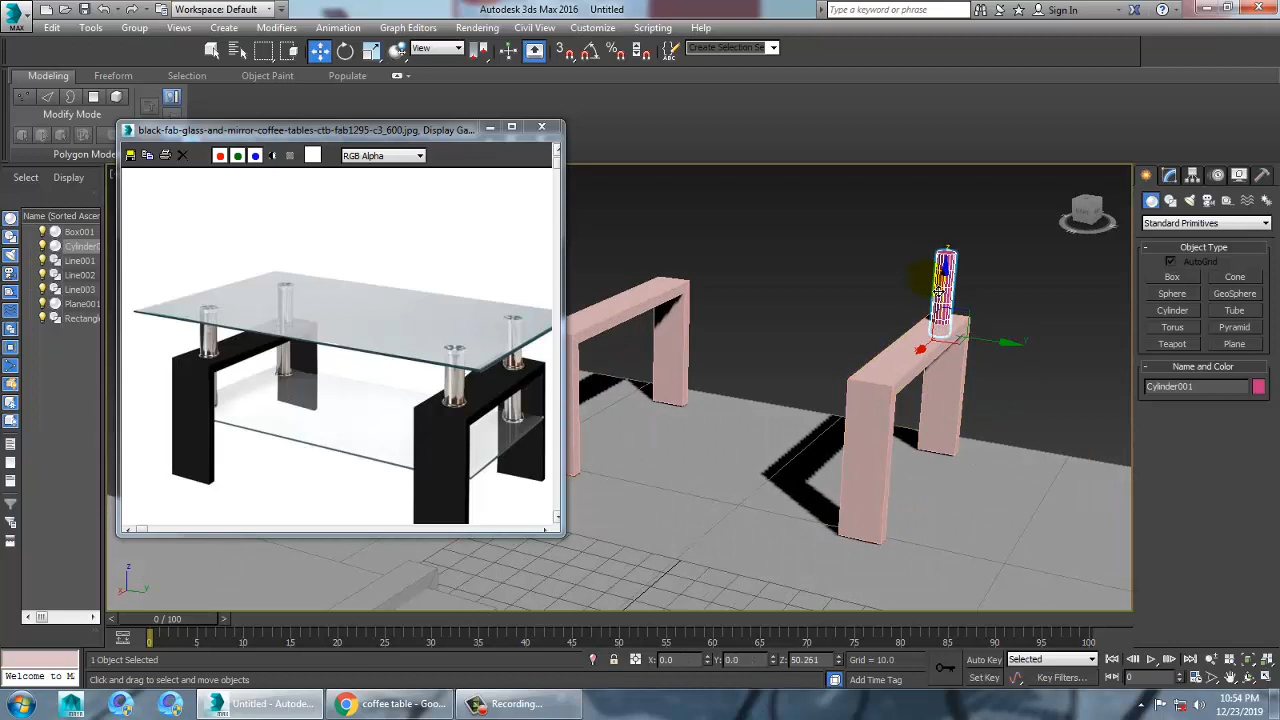 Workspace: Default
Autodesk 3ds Max 2016 Untitled
Type a keyword or phrase
Sign In
MAX
Edit Tools Group Views Create Modifiers Animation Graph Editors Rendering Civil View Customize Scripting Help
View
3
Create Selection Se
Modeling Freeform Selection Object Paint Populate
Modify Mode
Polygon Mode
black-fab-glass-and-mirror-coffee-tables-ctb-fab1295-c3_600.jpg, Display Ga...
RGB Alpha
Select Display
Name (Sorted Ascen
Box001
Cylinder0
Line001
Line002
Line003
Plane001
Rectangle
Standard Primitives
Object Type
AutoGrid
Box Cone
Sphere GeoSphere
Cylinder Tube
Torus Pyramid
Teapot Plane
Name and Color
Cylinder001
z
y
z
x y
0 / 100
0 5 10 15 20 25 30 35 40 45 50 55 60 65 70 75 80 85 90 95 100
1 Object Selected
X: 0.0 Y: 0.0 Z: 50.261
Grid = 10.0
Auto Key Selected
Welcome to M
Click and drag to select and move objects
Add Time Tag
Set Key Key Filters...
0
Untitled - Autode...
coffee table - Goo...
Recording...
10:54 PM
12/23/2019